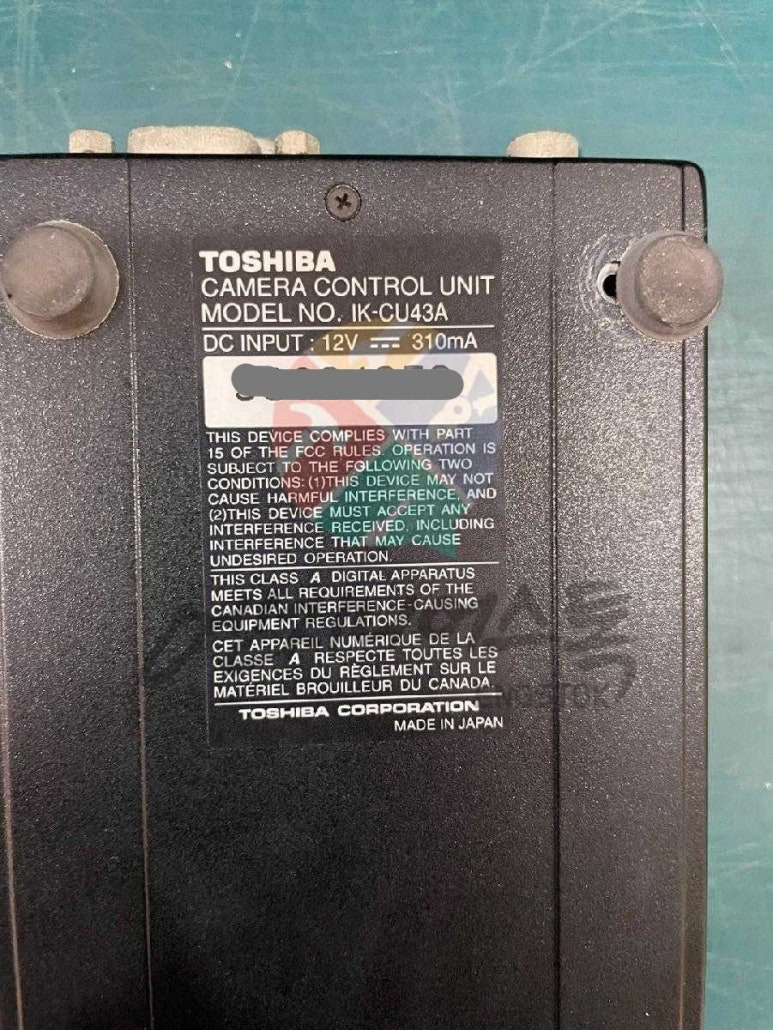 TOSHIBA
CAMERA CONTROL UNIT
MODEL NO. IK-CU43A
DC INPUT : 12V ⎓ 310mA
THIS DEVICE COMPLIES WITH PART
15 OF THE FCC RULES. OPERATION IS
SUBJECT TO THE FOLLOWING TWO
CONDITIONS: (1)THIS DEVICE MAY NOT
CAUSE HARMFUL INTERFERENCE, AND
(2)THIS DEVICE MUST ACCEPT ANY
INTERFERENCE RECEIVED, INCLUDING
INTERFERENCE THAT MAY CAUSE
UNDESIRED OPERATION.
THIS CLASS A DIGITAL APPARATUS
MEETS ALL REQUIREMENTS OF THE
CANADIAN INTERFERENCE-CAUSING
EQUIPMENT REGULATIONS.
CET APPAREIL NUMÉRIQUE DE LA
CLASSE A RESPECTE TOUTES LES
EXIGENCES DU RÈGLEMENT SUR LE
MATÉRIEL BROUILLEUR DU CANADA.
TOSHIBA CORPORATION
MADE IN JAPAN